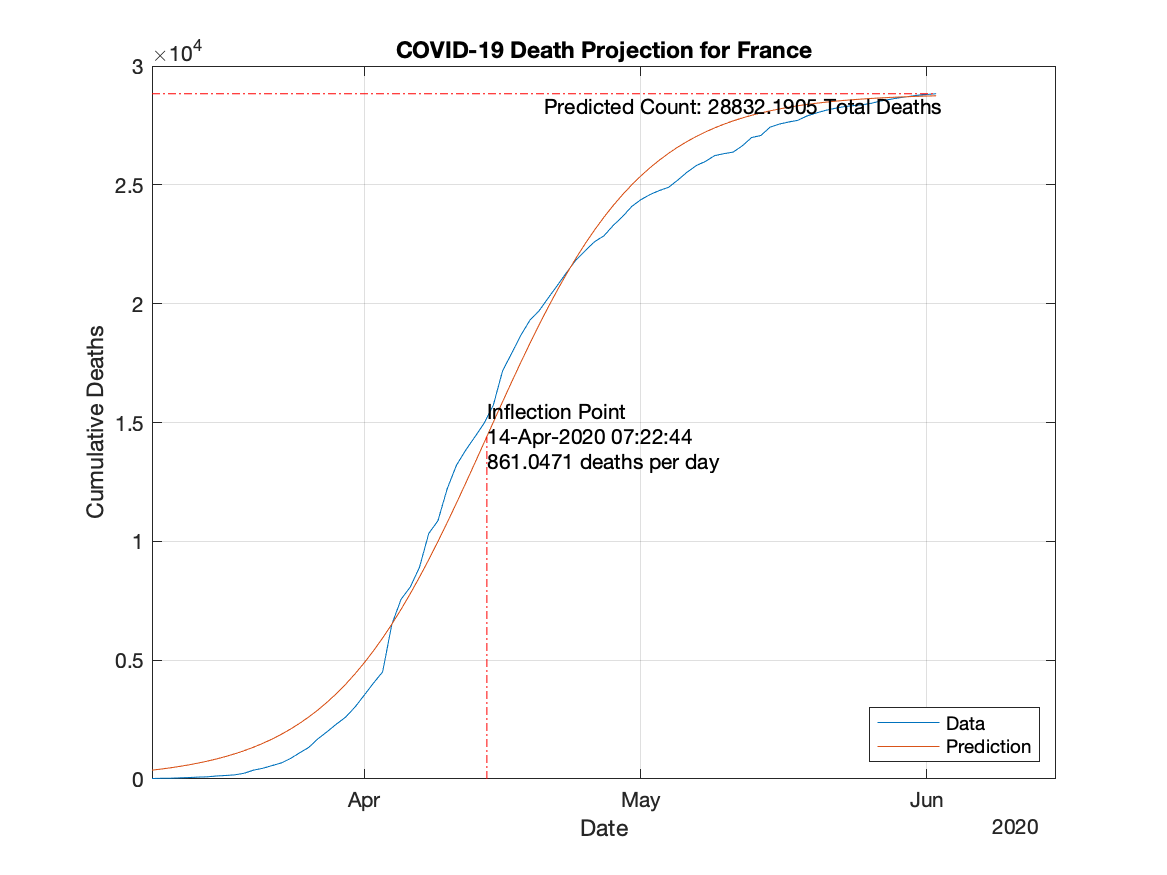 COVID-19 Death Projection for France
×10⁴
3
Predicted Count: 28832.1905 Total Deaths
2.5
2
1.5
Inflection Point
14-Apr-2020 07:22:44
861.0471 deaths per day
1
0.5
0
Cumulative Deaths
Data
Prediction
Apr
May
Jun
Date
2020